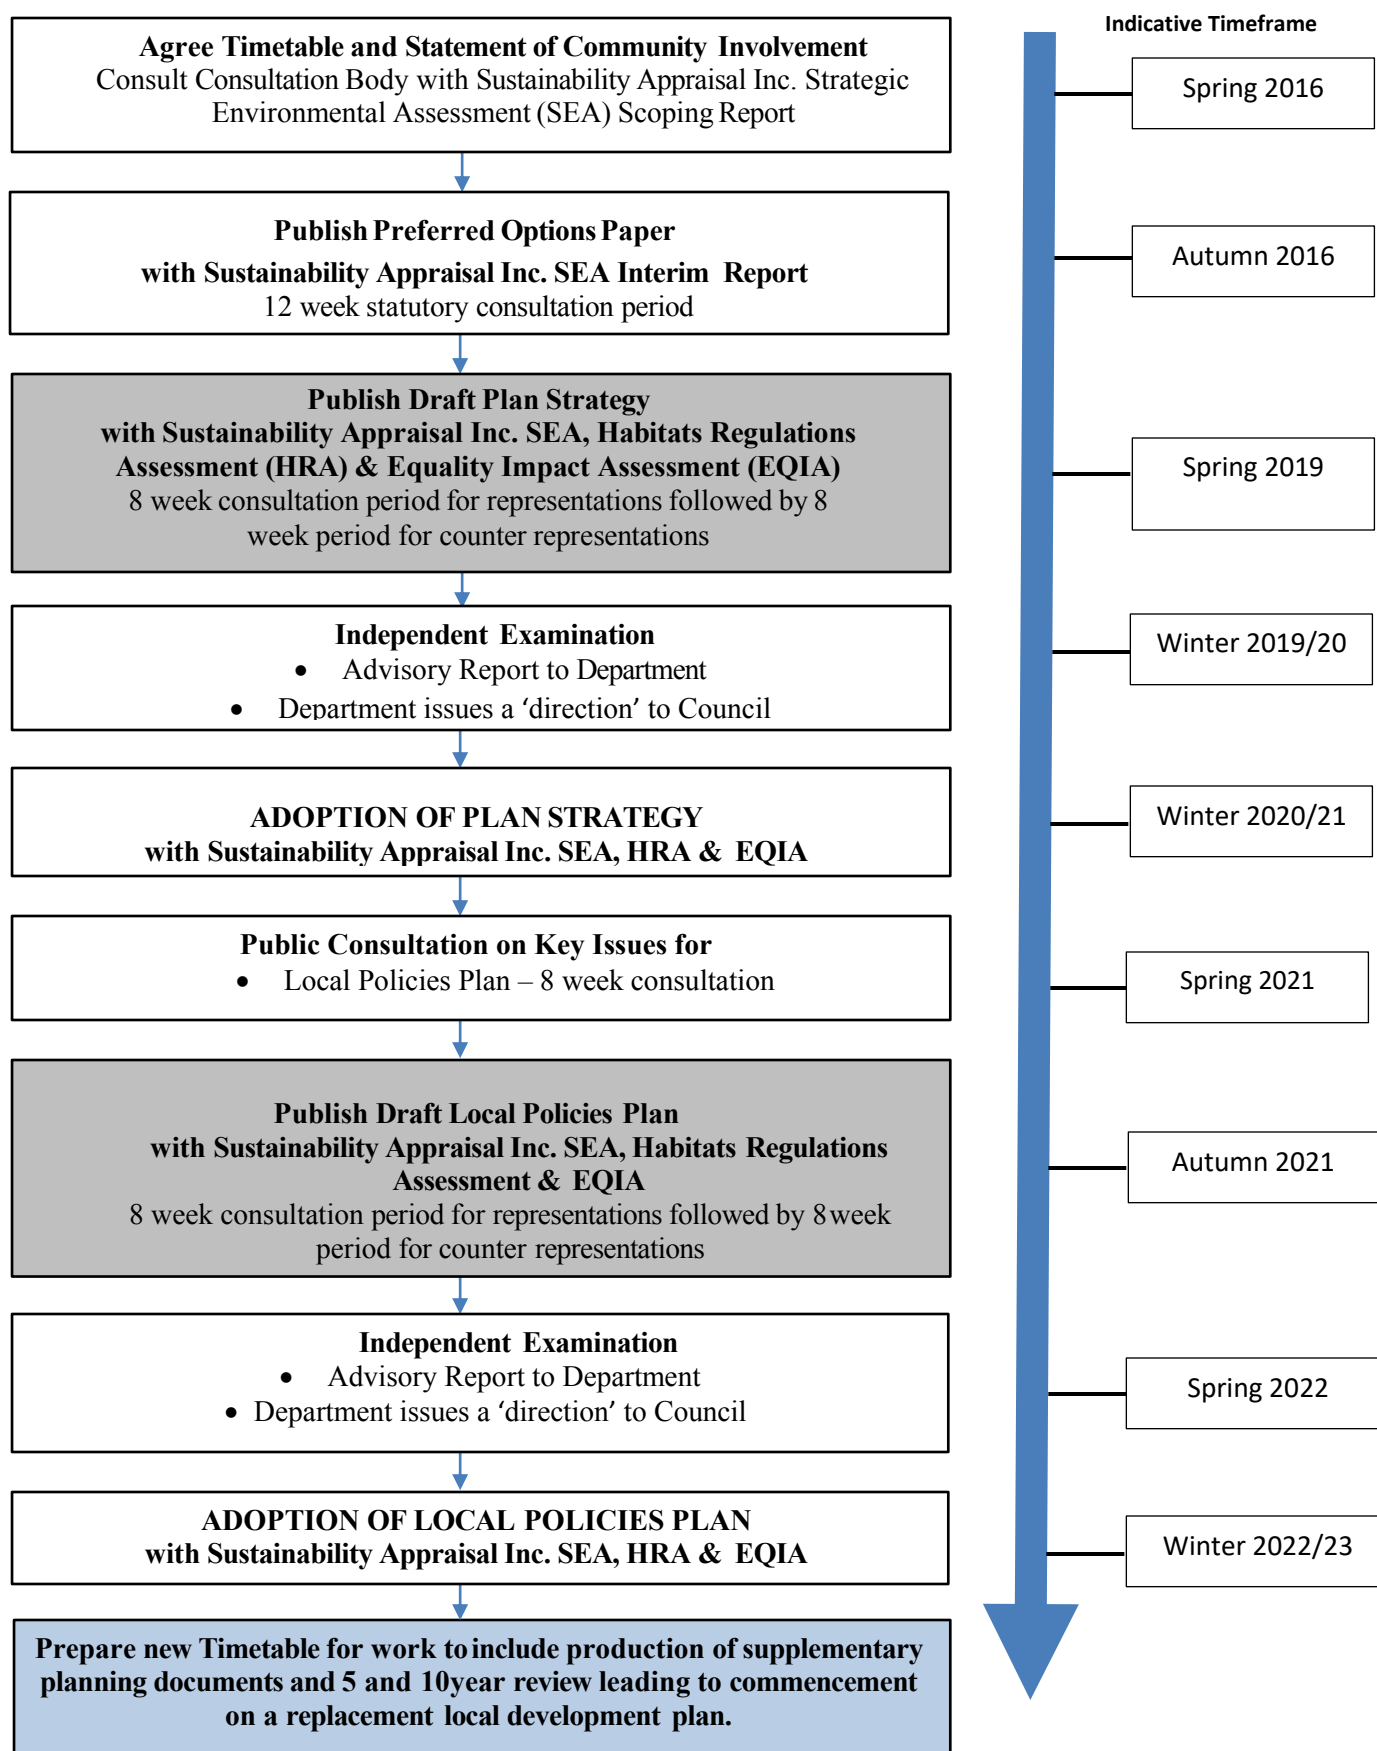 Indicative Timeframe
Agree Timetable and Statement of Community Involvement
Consult Consultation Body with Sustainability Appraisal Inc. Strategic
Environmental Assessment (SEA) Scoping Report
Spring 2016
Publish Preferred Options Paper
with Sustainability Appraisal Inc. SEA Interim Report
12 week statutory consultation period
Autumn 2016
Publish Draft Plan Strategy
with Sustainability Appraisal Inc. SEA, Habitats Regulations
Assessment (HRA) & Equality Impact Assessment (EQIA)
8 week consultation period for representations followed by 8
week period for counter representations
Spring 2019
Independent Examination
• Advisory Report to Department
• Department issues a ‘direction’ to Council
Winter 2019/20
ADOPTION OF PLAN STRATEGY
with Sustainability Appraisal Inc. SEA, HRA & EQIA
Winter 2020/21
Public Consultation on Key Issues for
• Local Policies Plan – 8 week consultation
Spring 2021
Publish Draft Local Policies Plan
with Sustainability Appraisal Inc. SEA, Habitats Regulations
Assessment & EQIA
8 week consultation period for representations followed by 8 week
period for counter representations
Autumn 2021
Independent Examination
• Advisory Report to Department
• Department issues a ‘direction’ to Council
Spring 2022
ADOPTION OF LOCAL POLICIES PLAN
with Sustainability Appraisal Inc. SEA, HRA & EQIA
Winter 2022/23
Prepare new Timetable for work to include production of supplementary
planning documents and 5 and 10year review leading to commencement
on a replacement local development plan.